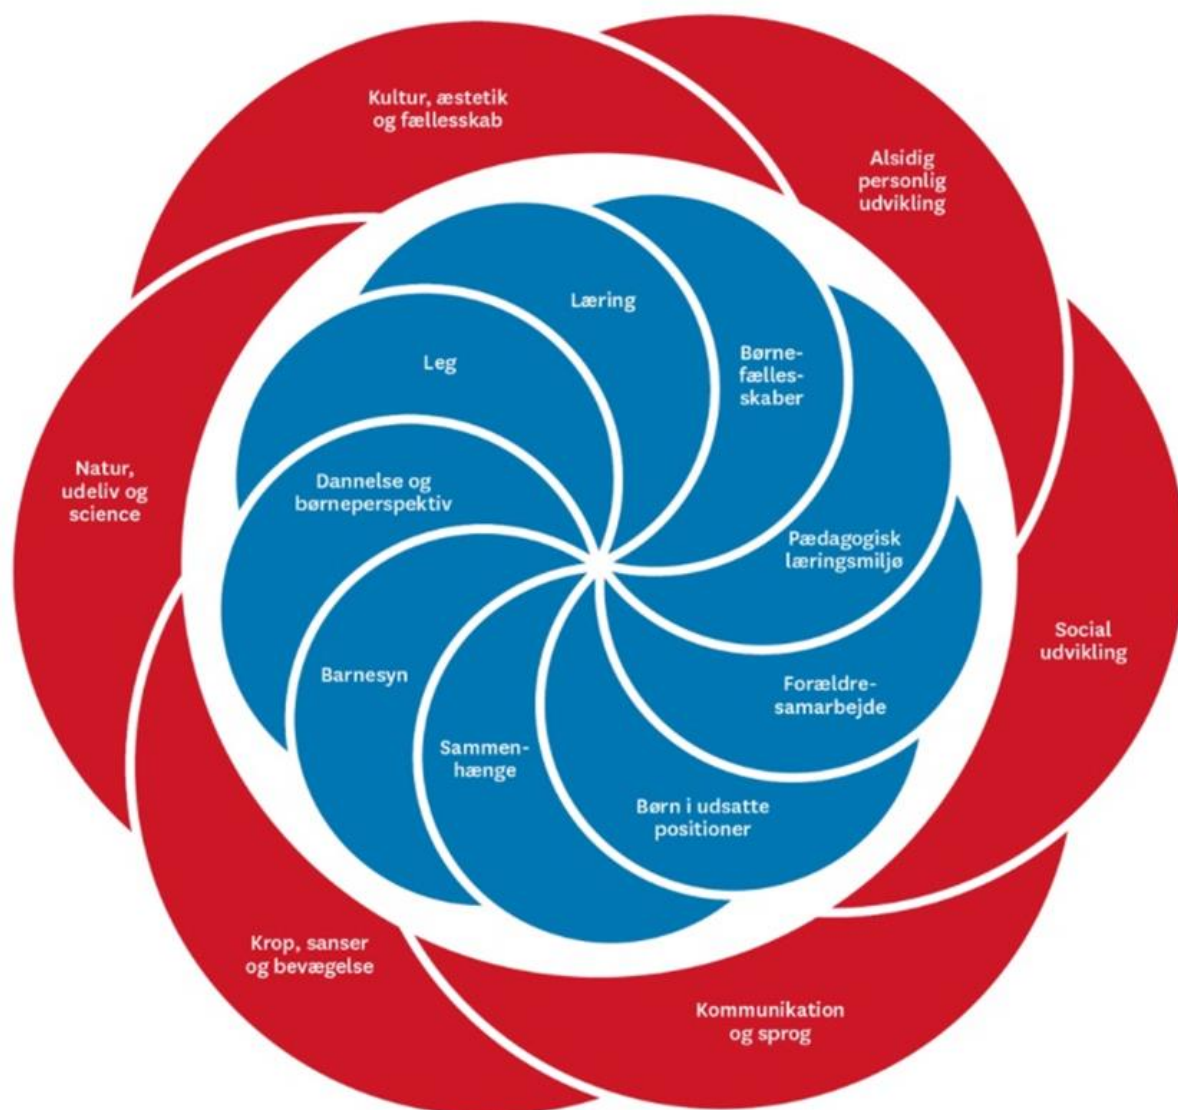 Kultur, æstetik
og fællesskab
Alsidig
personlig
udvikling
Social
udvikling
Kommunikation
og sprog
Krop, sanser
og bevægelse
Natur,
udeliv og
science
Læring
Børne-
fælles-
skaber
Pædagogisk
læringsmiljø
Forældre-
samarbejde
Børn i udsatte
positioner
Sammen-
hænge
Barnesyn
Dannelse og
børneperspektiv
Leg